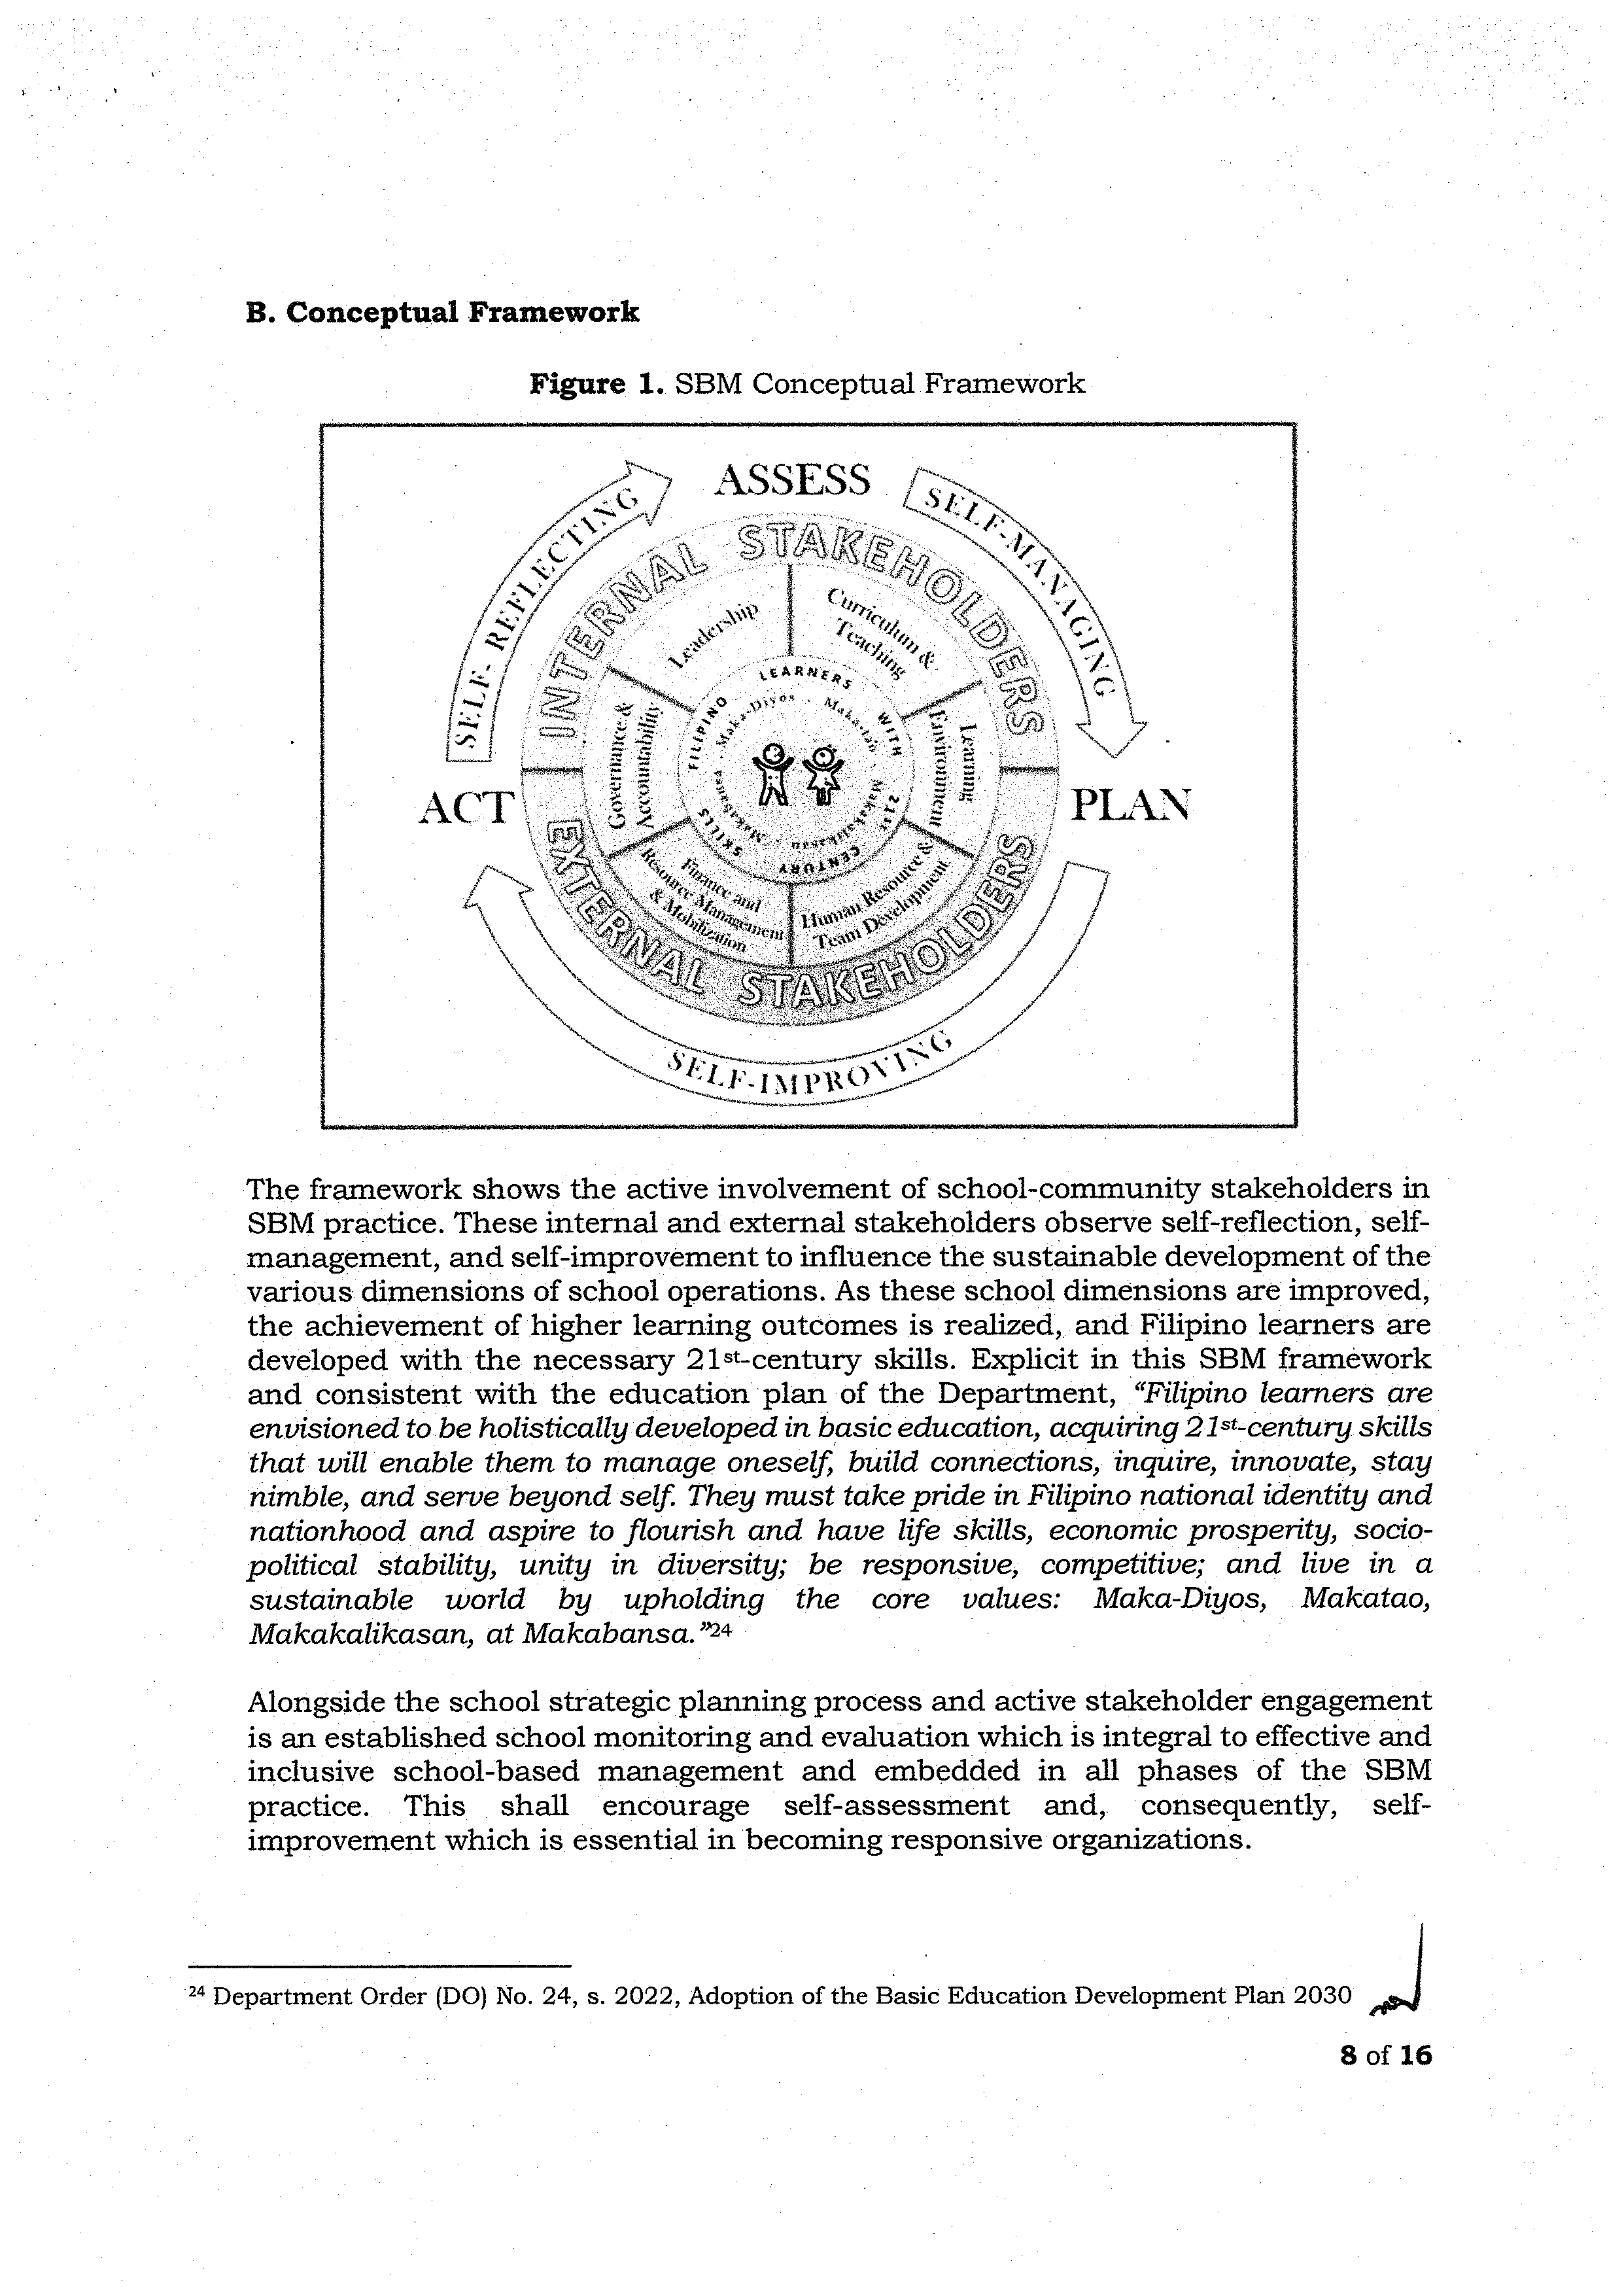 B. Conceptual Framework
Figure 1. SBM Conceptual Framework
ASSESS
SELF- REFLECTING
SELF-MANAGING
INTERNAL STAKEHOLDERS
Leadership
Curriculum &
Teaching
Governance &
Accountability
Learning
Environment
FILIPINO LEARNERS WITH 21st CENTURY SKILLS
Maka-Diyos · Maka-tao · Makakalikasan · Makabansa
ACT
PLAN
Finance and
Resource Management
& Mobilization
Human Resource &
Team Development
EXTERNAL STAKEHOLDERS
SELF-IMPROVING
The framework shows the active involvement of school-community stakeholders in
SBM practice. These internal and external stakeholders observe self-reflection, self-
management, and self-improvement to influence the sustainable development of the
various dimensions of school operations. As these school dimensions are improved,
the achievement of higher learning outcomes is realized, and Filipino learners are
developed with the necessary 21st-century skills. Explicit in this SBM framework
and consistent with the education plan of the Department, “Filipino learners are
envisioned to be holistically developed in basic education, acquiring 21st-century skills
that will enable them to manage oneself, build connections, inquire, innovate, stay
nimble, and serve beyond self. They must take pride in Filipino national identity and
nationhood and aspire to flourish and have life skills, economic prosperity, socio-
political stability, unity in diversity; be responsive, competitive; and live in a
sustainable world by upholding the core values: Maka-Diyos, Makatao,
Makakalikasan, at Makabansa.”24
Alongside the school strategic planning process and active stakeholder engagement
is an established school monitoring and evaluation which is integral to effective and
inclusive school-based management and embedded in all phases of the SBM
practice. This shall encourage self-assessment and, consequently, self-
improvement which is essential in becoming responsive organizations.
24 Department Order (DO) No. 24, s. 2022, Adoption of the Basic Education Development Plan 2030
8 of 16